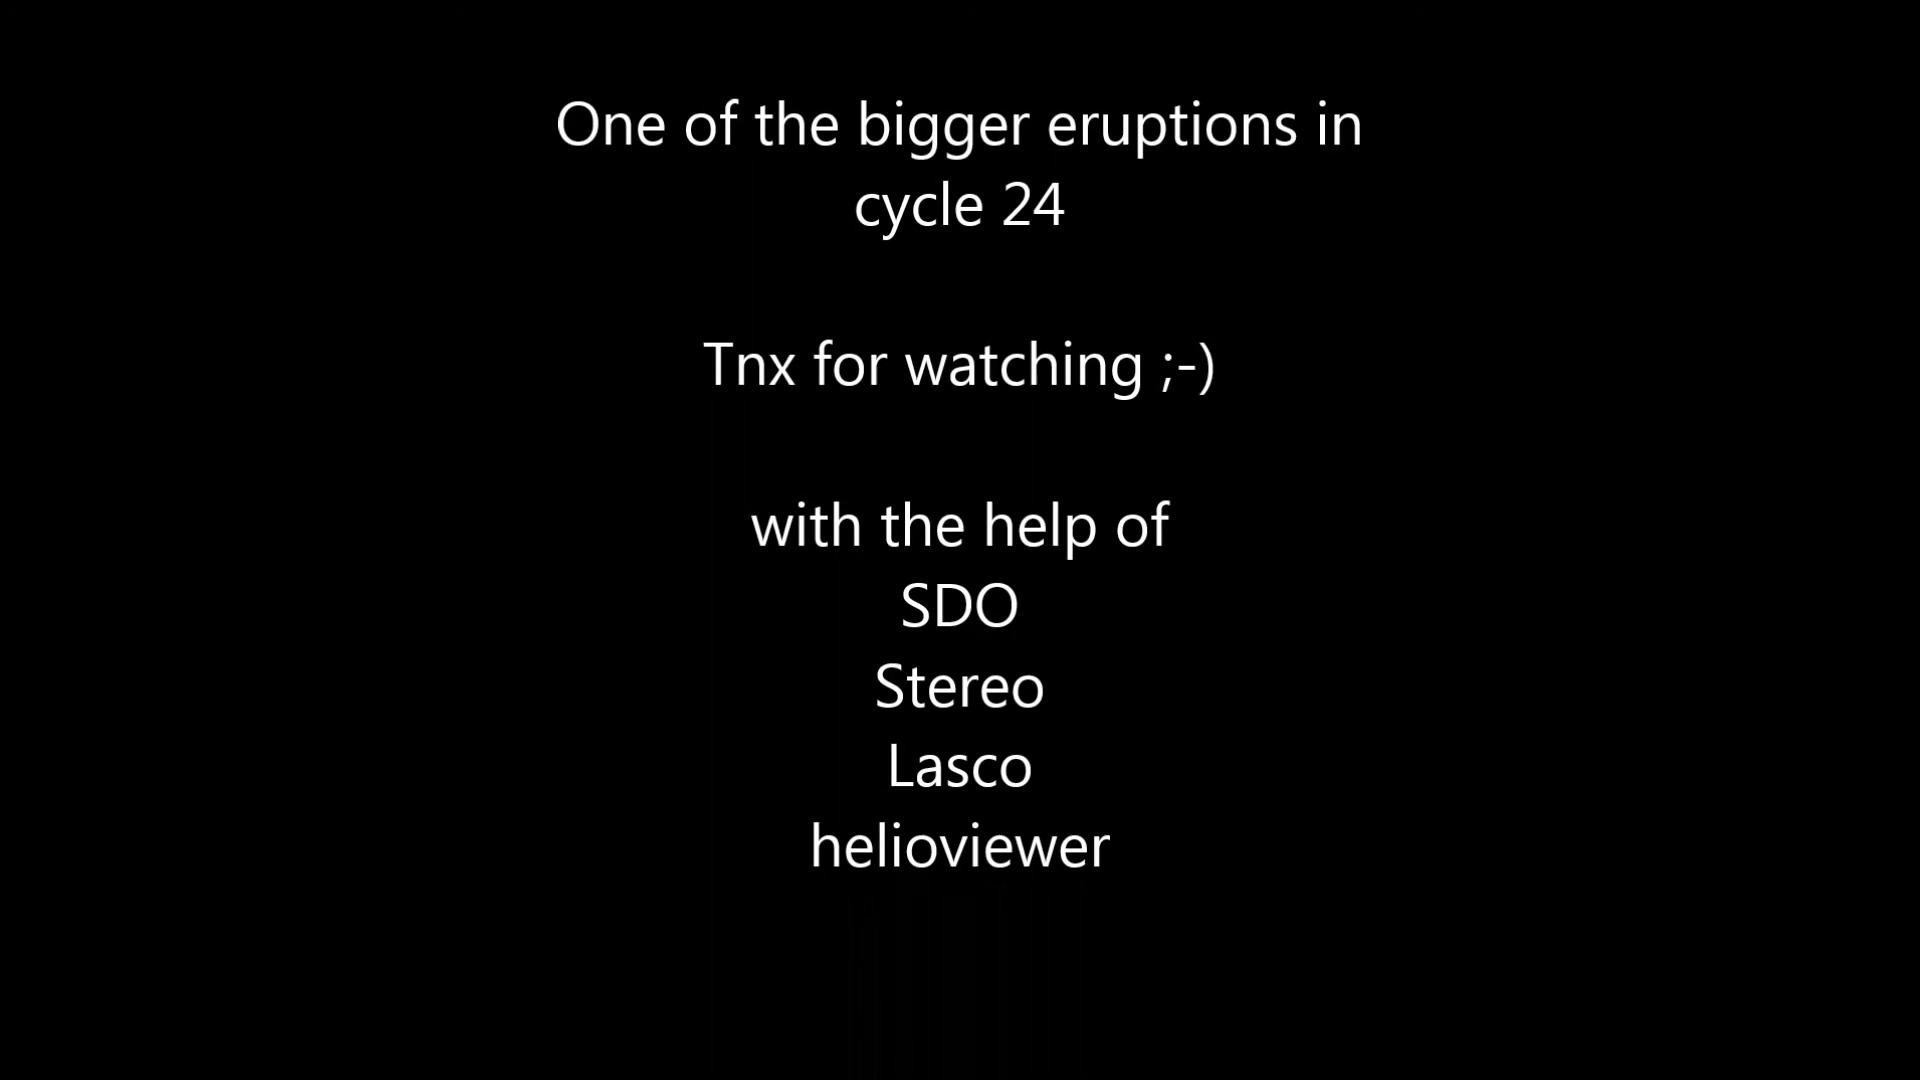 One of the bigger eruptions in
cycle 24
Tnx for watching ;-)
with the help of
SDO
Stereo
Lasco
helioviewer